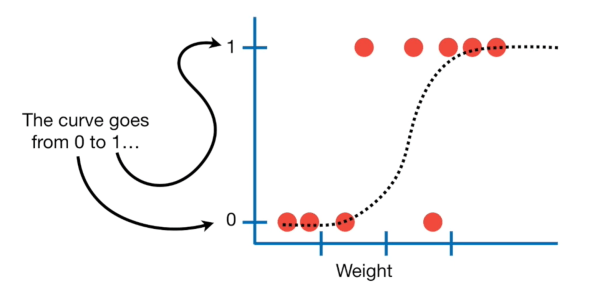 1
The curve goes
from 0 to 1...
0
Weight